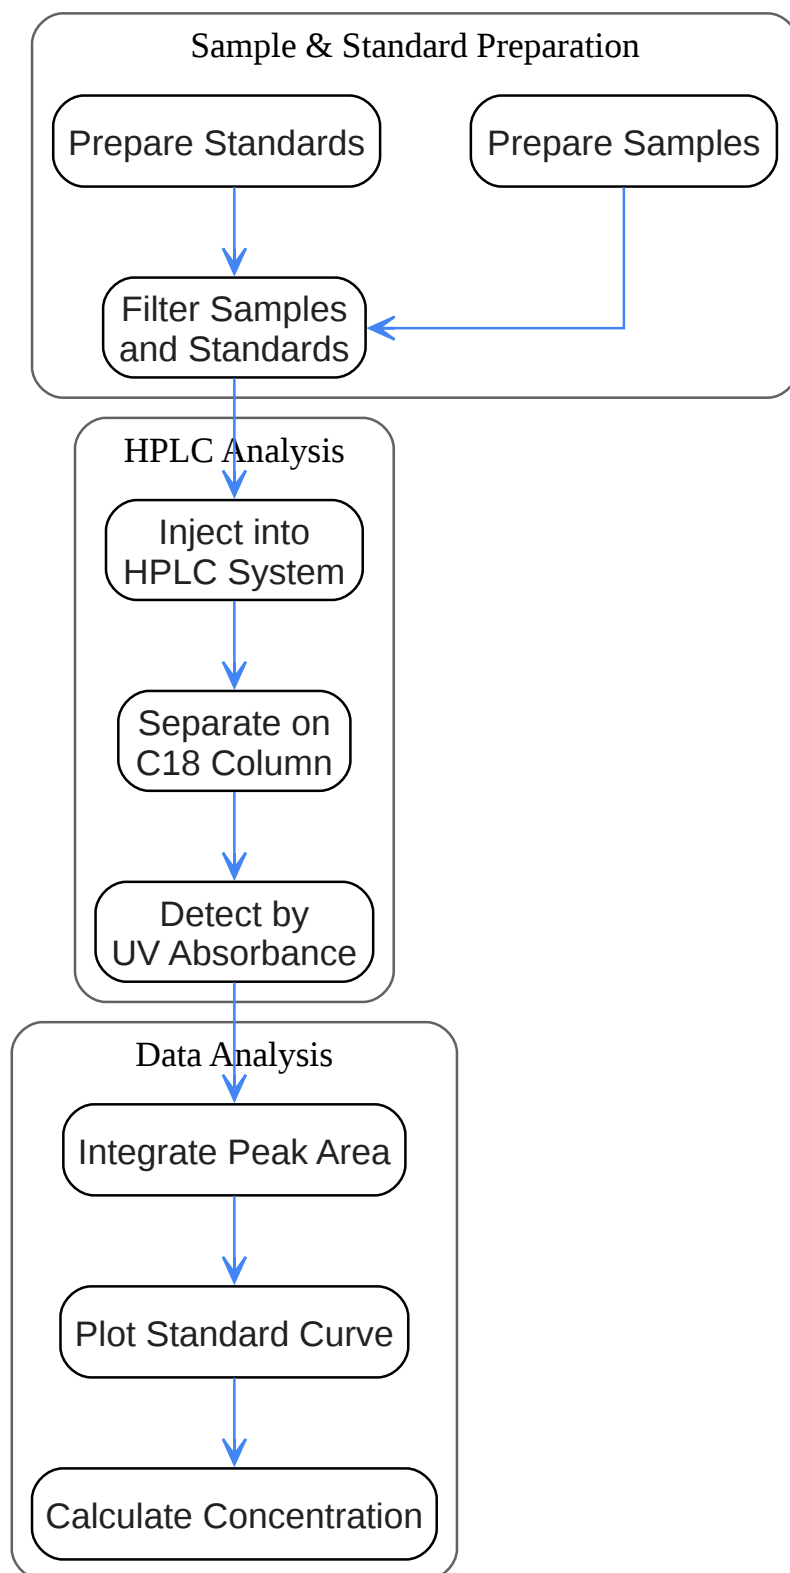 Sample & Standard Preparation
Prepare Standards
Prepare Samples
Filter Samples
and Standards
HPLC Analysis
Inject into
HPLC System
Separate on
C18 Column
Detect by
UV Absorbance
Data Analysis
Integrate Peak Area
Plot Standard Curve
Calculate Concentration